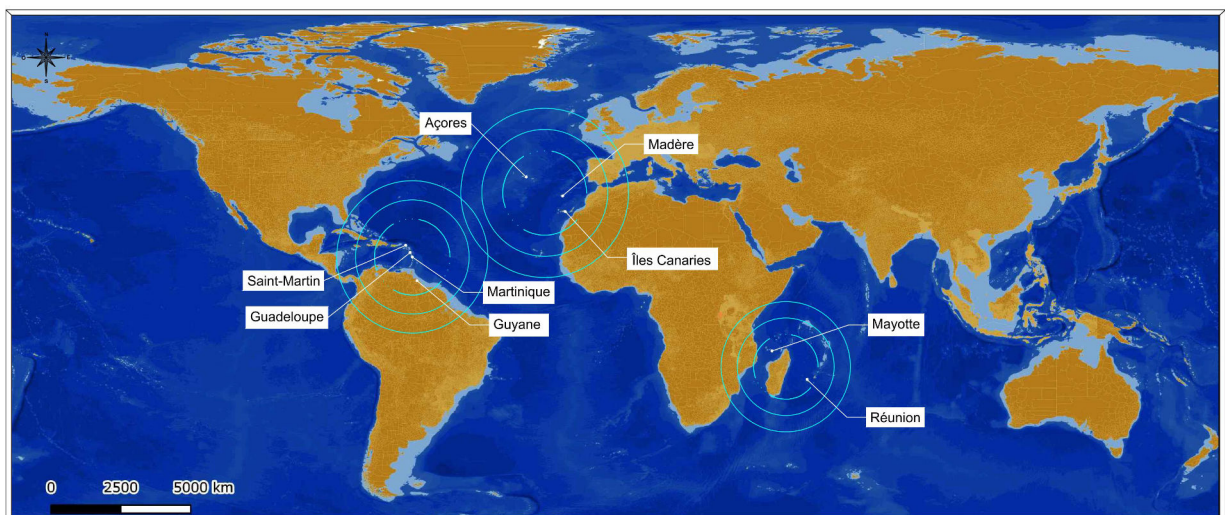 N
O
E
S
Açores
Madère
Îles Canaries
Saint-Martin
Guadeloupe
Martinique
Guyane
Mayotte
Réunion
0 2500 5000 km